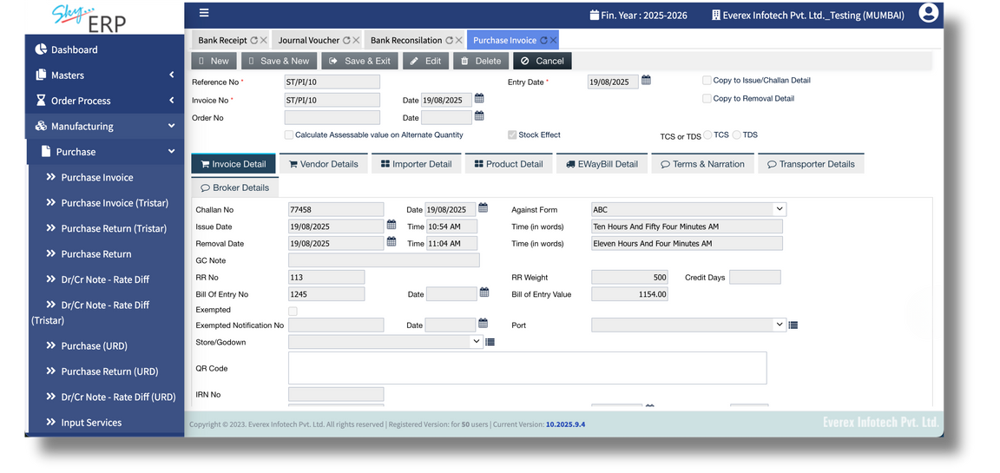 Sky
ERP
Fin. Year : 2025-2026
Everex Infotech Pvt. Ltd._Testing (MUMBAI)
Dashboard
Masters
Order Process
Manufacturing
Purchase
Purchase Invoice
Purchase Invoice (Tristar)
Purchase Return (Tristar)
Purchase Return
Dr/Cr Note - Rate Diff
Dr/Cr Note - Rate Diff
(Tristar)
Purchase (URD)
Purchase Return (URD)
Dr/Cr Note - Rate Diff (URD)
Input Services
Bank Receipt Journal Voucher Bank Reconsilation Purchase Invoice
New Save & New Save & Exit Edit Delete Cancel
Reference No * ST/PI/10 Entry Date * 19/08/2025 Copy to Issue/Challan Detail
Invoice No * ST/PI/10 Date 19/08/2025 Copy to Removal Detail
Order No Date
Calculate Assessable value on Alternate Quantity Stock Effect TCS or TDS TCS TDS
Invoice Detail Vendor Details Importer Detail Product Detail EWayBill Detail Terms & Narration Transporter Details
Broker Details
Challan No 77458 Date 19/08/2025 Against Form ABC
Issue Date 19/08/2025 Time 10:54 AM Time (in words) Ten Hours And Fifty Four Minutes AM
Removal Date 19/08/2025 Time 11:04 AM Time (in words) Eleven Hours And Four Minutes AM
GC Note
RR No 113 RR Weight 500 Credit Days
Bill Of Entry No 1245 Date Bill of Entry Value 1154.00
Exempted
Exempted Notification No Date Port
Store/Godown
QR Code
IRN No
Copyright © 2023. Everex Infotech Pvt. Ltd. All rights reserved | Registered Version: for 50 users | Current Version: 10.2025.9.4
Everex Infotech Pvt. Ltd.